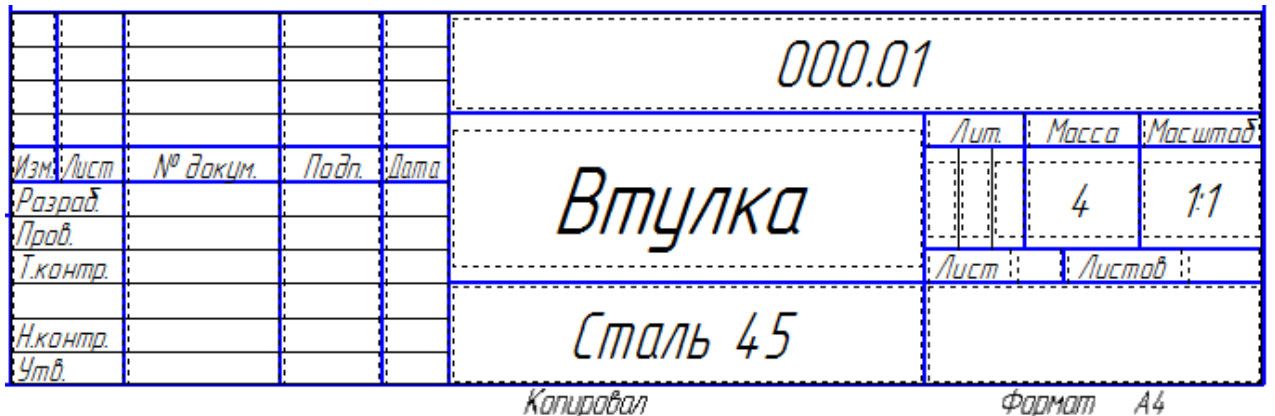 000.01
Лит. Масса Масштаб
Изм. Лист № докум. Подп. Дата
Втулка
4 1:1
Разраб.
Пров.
Т.контр.
Лист Листов
Н.контр.
Сталь 45
Утв.
Копировал Формат А4